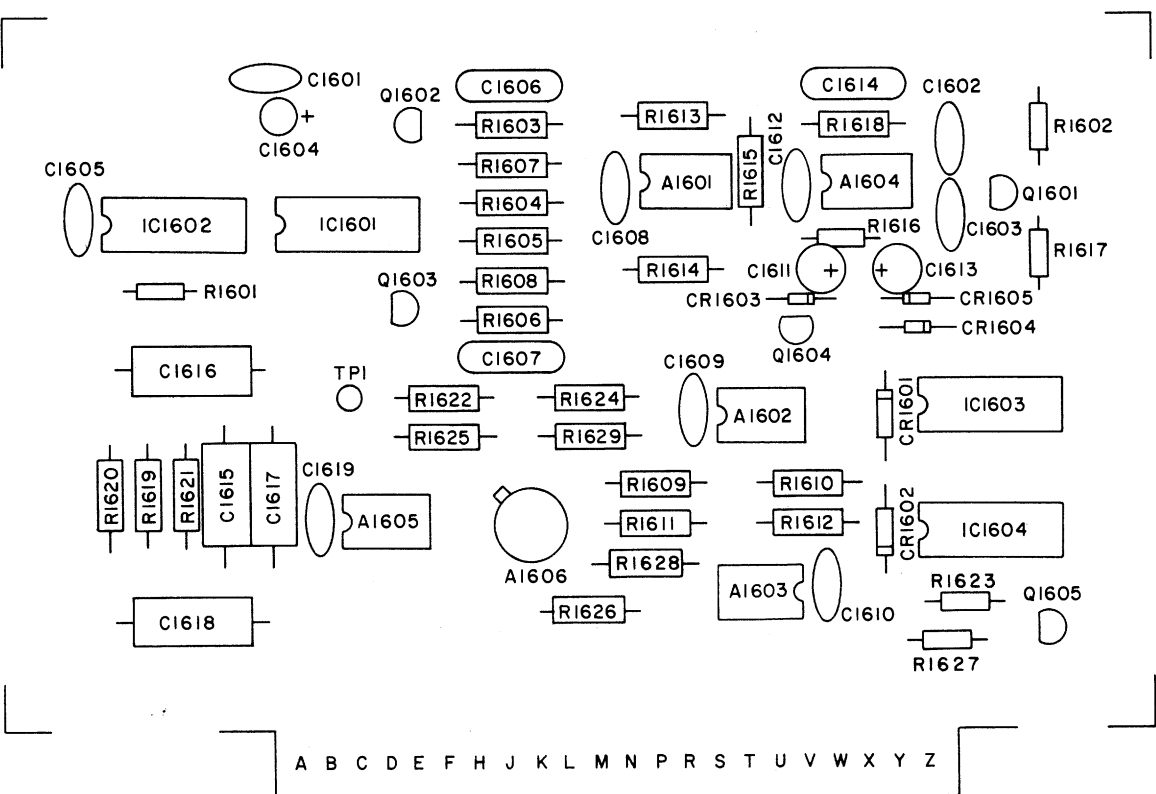 C1601
C1606
C1614
C1602
Q1602
C1604
R1603
R1613
C1612
R1618
R1602
C1605
R1607
A1601
R1615
A1604
Q1601
IC1602
IC1601
R1604
C1608
R1616
C1603
R1605
R1617
R1601
Q1603
R1608
R1614
C1611
+
+
+
C1613
CR1603
CR1605
R1606
CR1604
Q1604
C1616
TP1
C1607
C1609
R1622
R1624
A1602
CR1601
IC1603
R1625
R1629
R1620
R1619
R1621
C1615
C1617
C1619
A1605
R1609
R1610
R1611
R1612
CR1602
IC1604
A1606
R1628
A1603
C1610
R1623
Q1605
C1618
R1626
R1627
A B C D E F H J K L M N P R S T U V W X Y Z